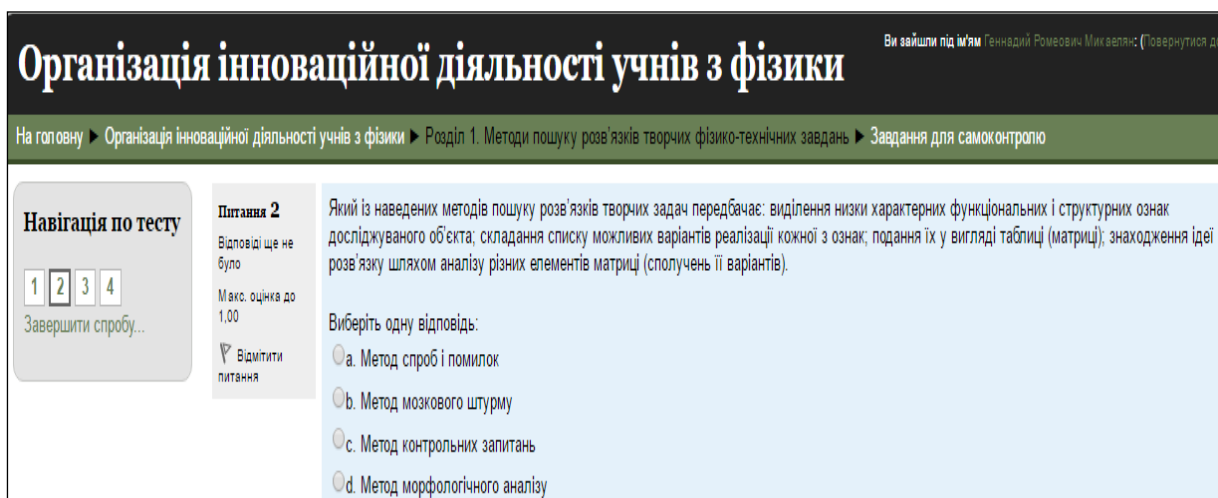 Організація інноваційної діяльності учнів з фізики
Ви зайшли під ім'ям Геннадий Ромеович Микаелян: (Повернутися до
На головну ▶ Організація інноваційної діяльності учнів з фізики ▶ Розділ 1. Методи пошуку розв'язків творчих фізико-технічних завдань ▶ Завдання для самоконтролю
Навігація по тесту
1 2 3 4
Завершити спробу...
Питання 2
Відповіді ще не
було
Макс. оцінка до
1,00
Відмітити
питання
Який із наведених методів пошуку розв'язків творчих задач передбачає: виділення низки характерних функціональних і структурних ознак
досліджуваного об'єкта; складання списку можливих варіантів реалізації кожної з ознак; подання їх у вигляді таблиці (матриці); знаходження ідеї
розв'язку шляхом аналізу різних елементів матриці (сполучень її варіантів).
Виберіть одну відповідь:
a. Метод спроб і помилок
b. Метод мозкового штурму
c. Метод контрольних запитань
d. Метод морфологічного аналізу